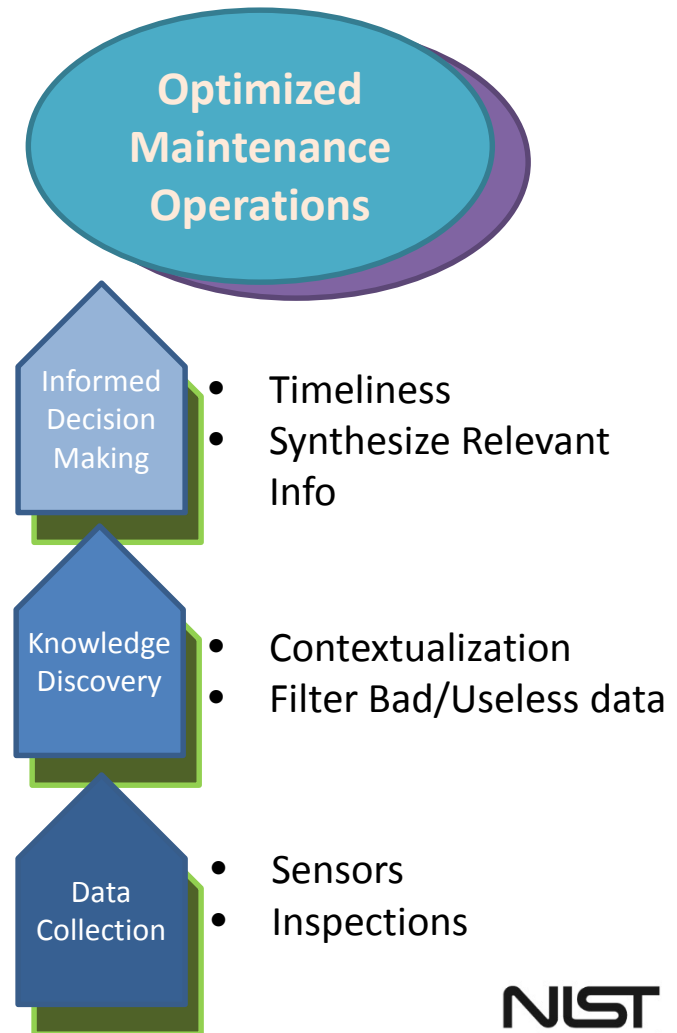 Optimized
Maintenance
Operations
Informed
Decision
Making
• Timeliness
• Synthesize Relevant
Info
Knowledge
Discovery
• Contextualization
• Filter Bad/Useless data
Data
Collection
• Sensors
• Inspections
NIST